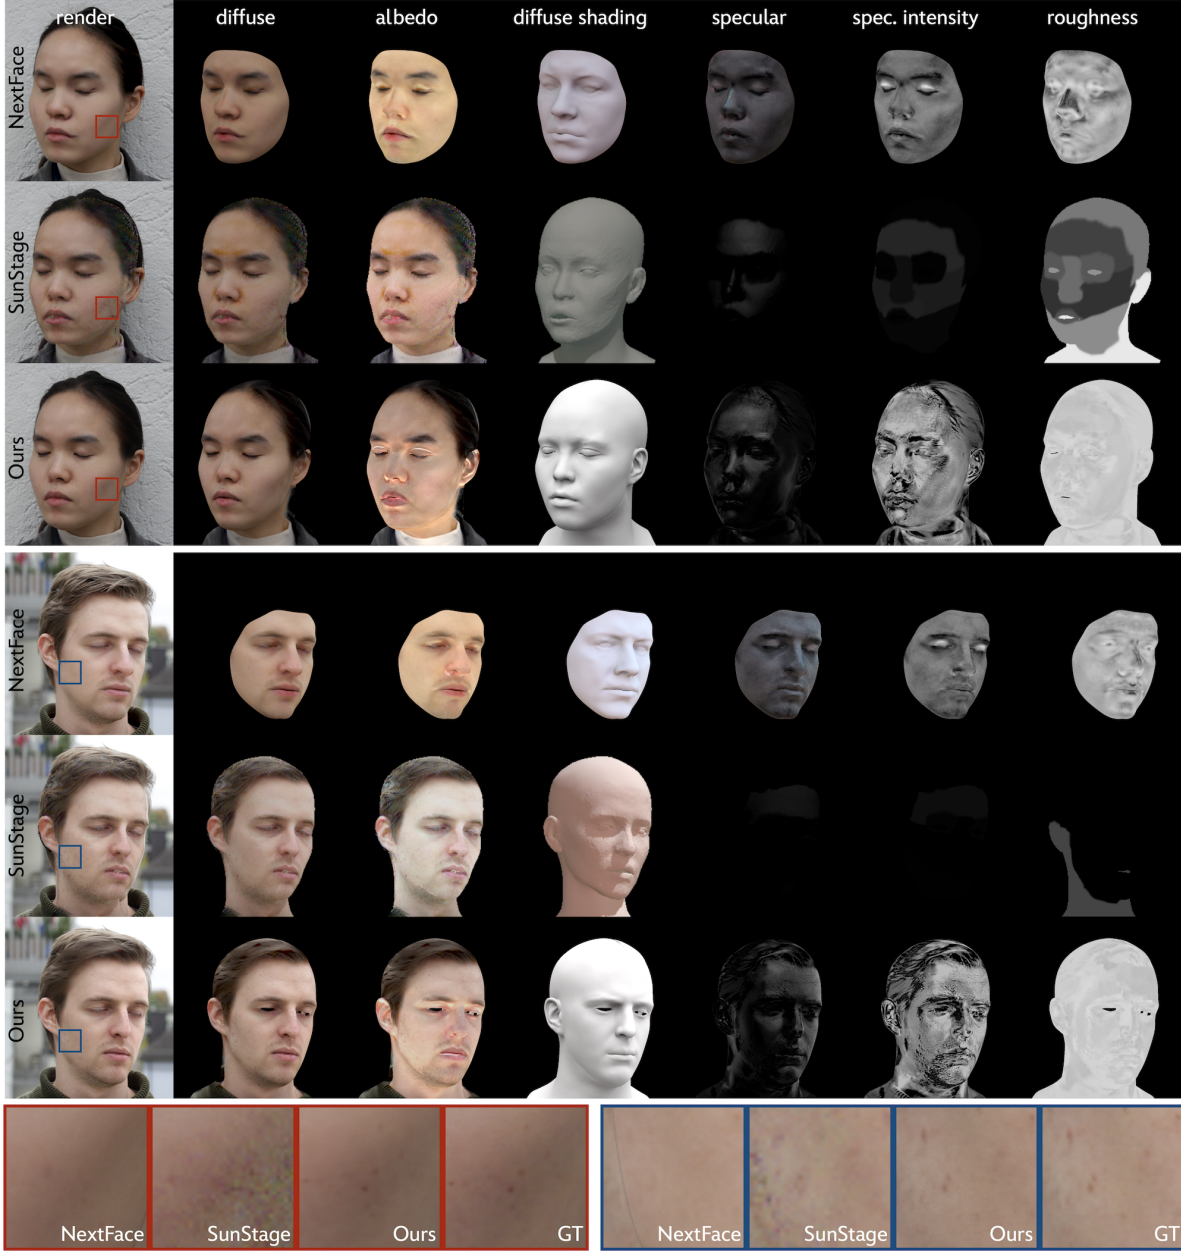 render diffuse albedo diffuse shading specular spec. intensity roughness
NextFace
SunStage
Ours
NextFace
SunStage
Ours
NextFace SunStage Ours GT NextFace SunStage Ours GT